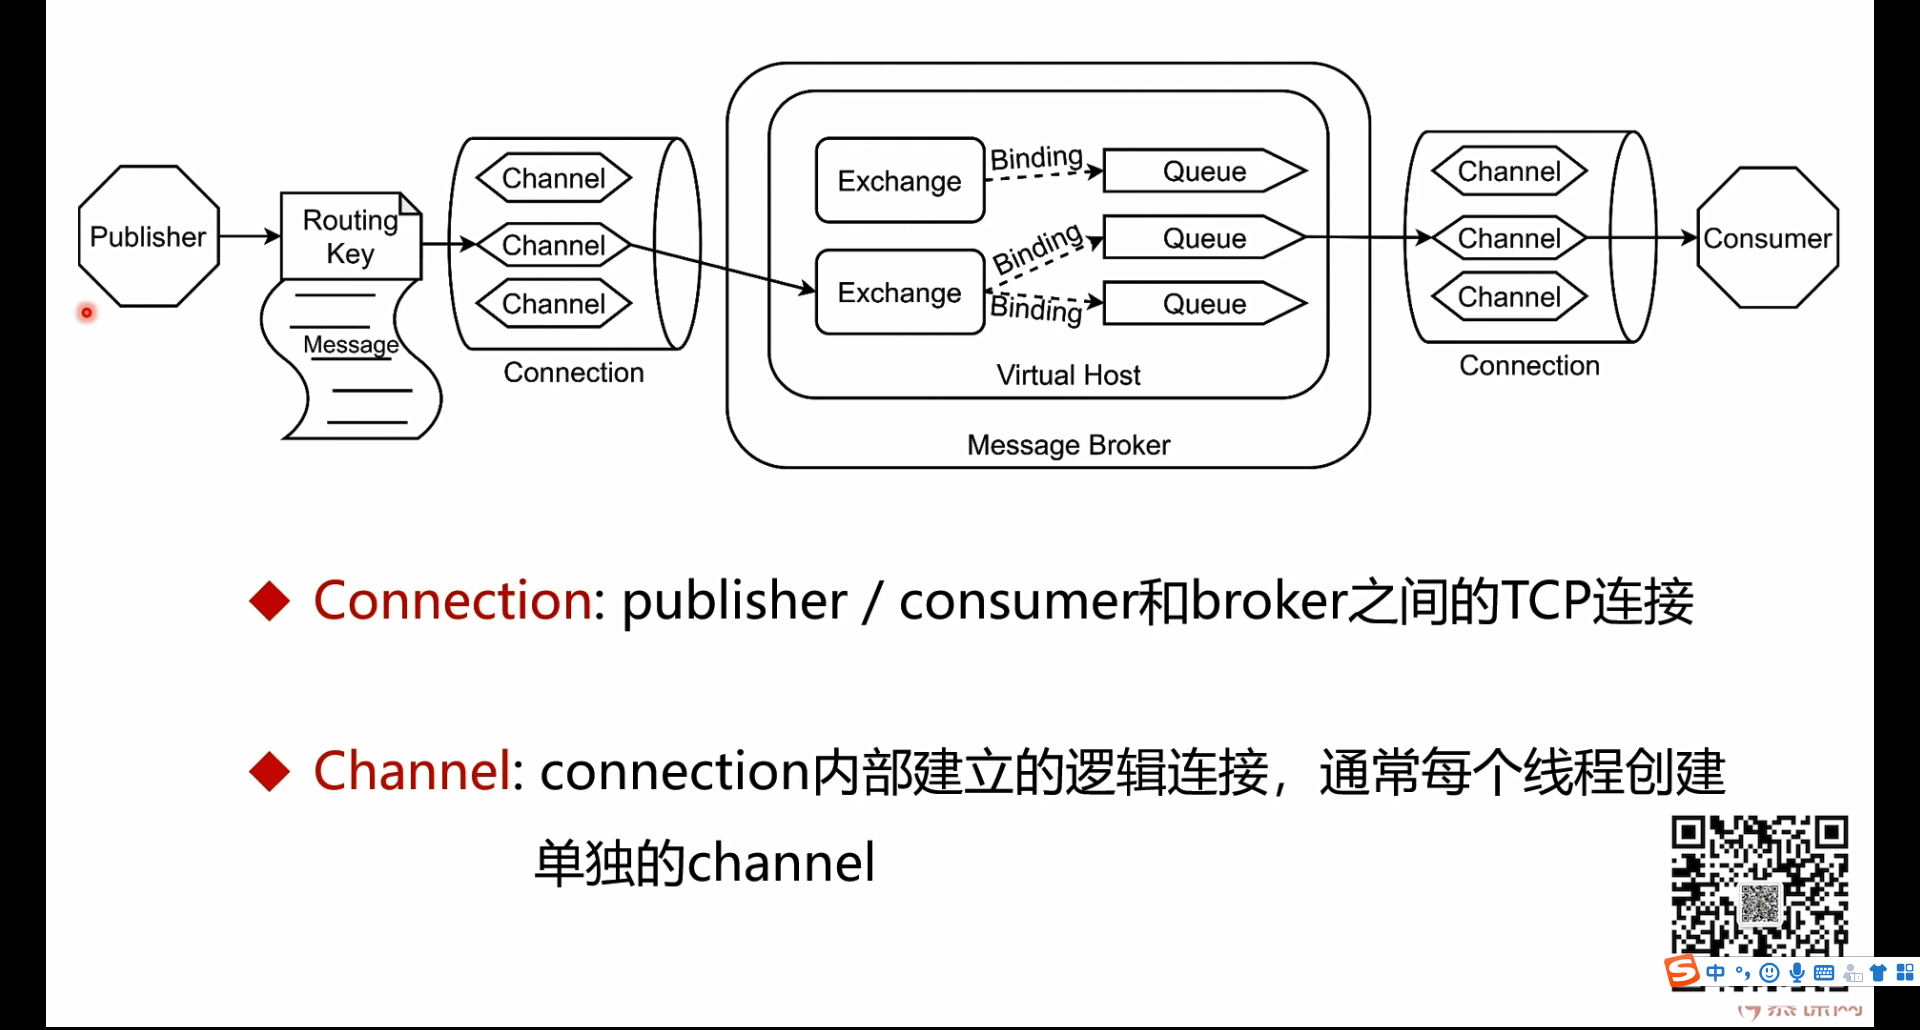 Publisher
Routing
Key
Message
Channel
Channel
Channel
Connection
Exchange
Exchange
Binding
Binding
Binding
Queue
Queue
Queue
Virtual Host
Message Broker
Channel
Channel
Channel
Connection
Consumer
Connection: publisher / consumer和broker之间的TCP连接
Channel: connection内部建立的逻辑连接，通常每个线程创建
单独的channel
中